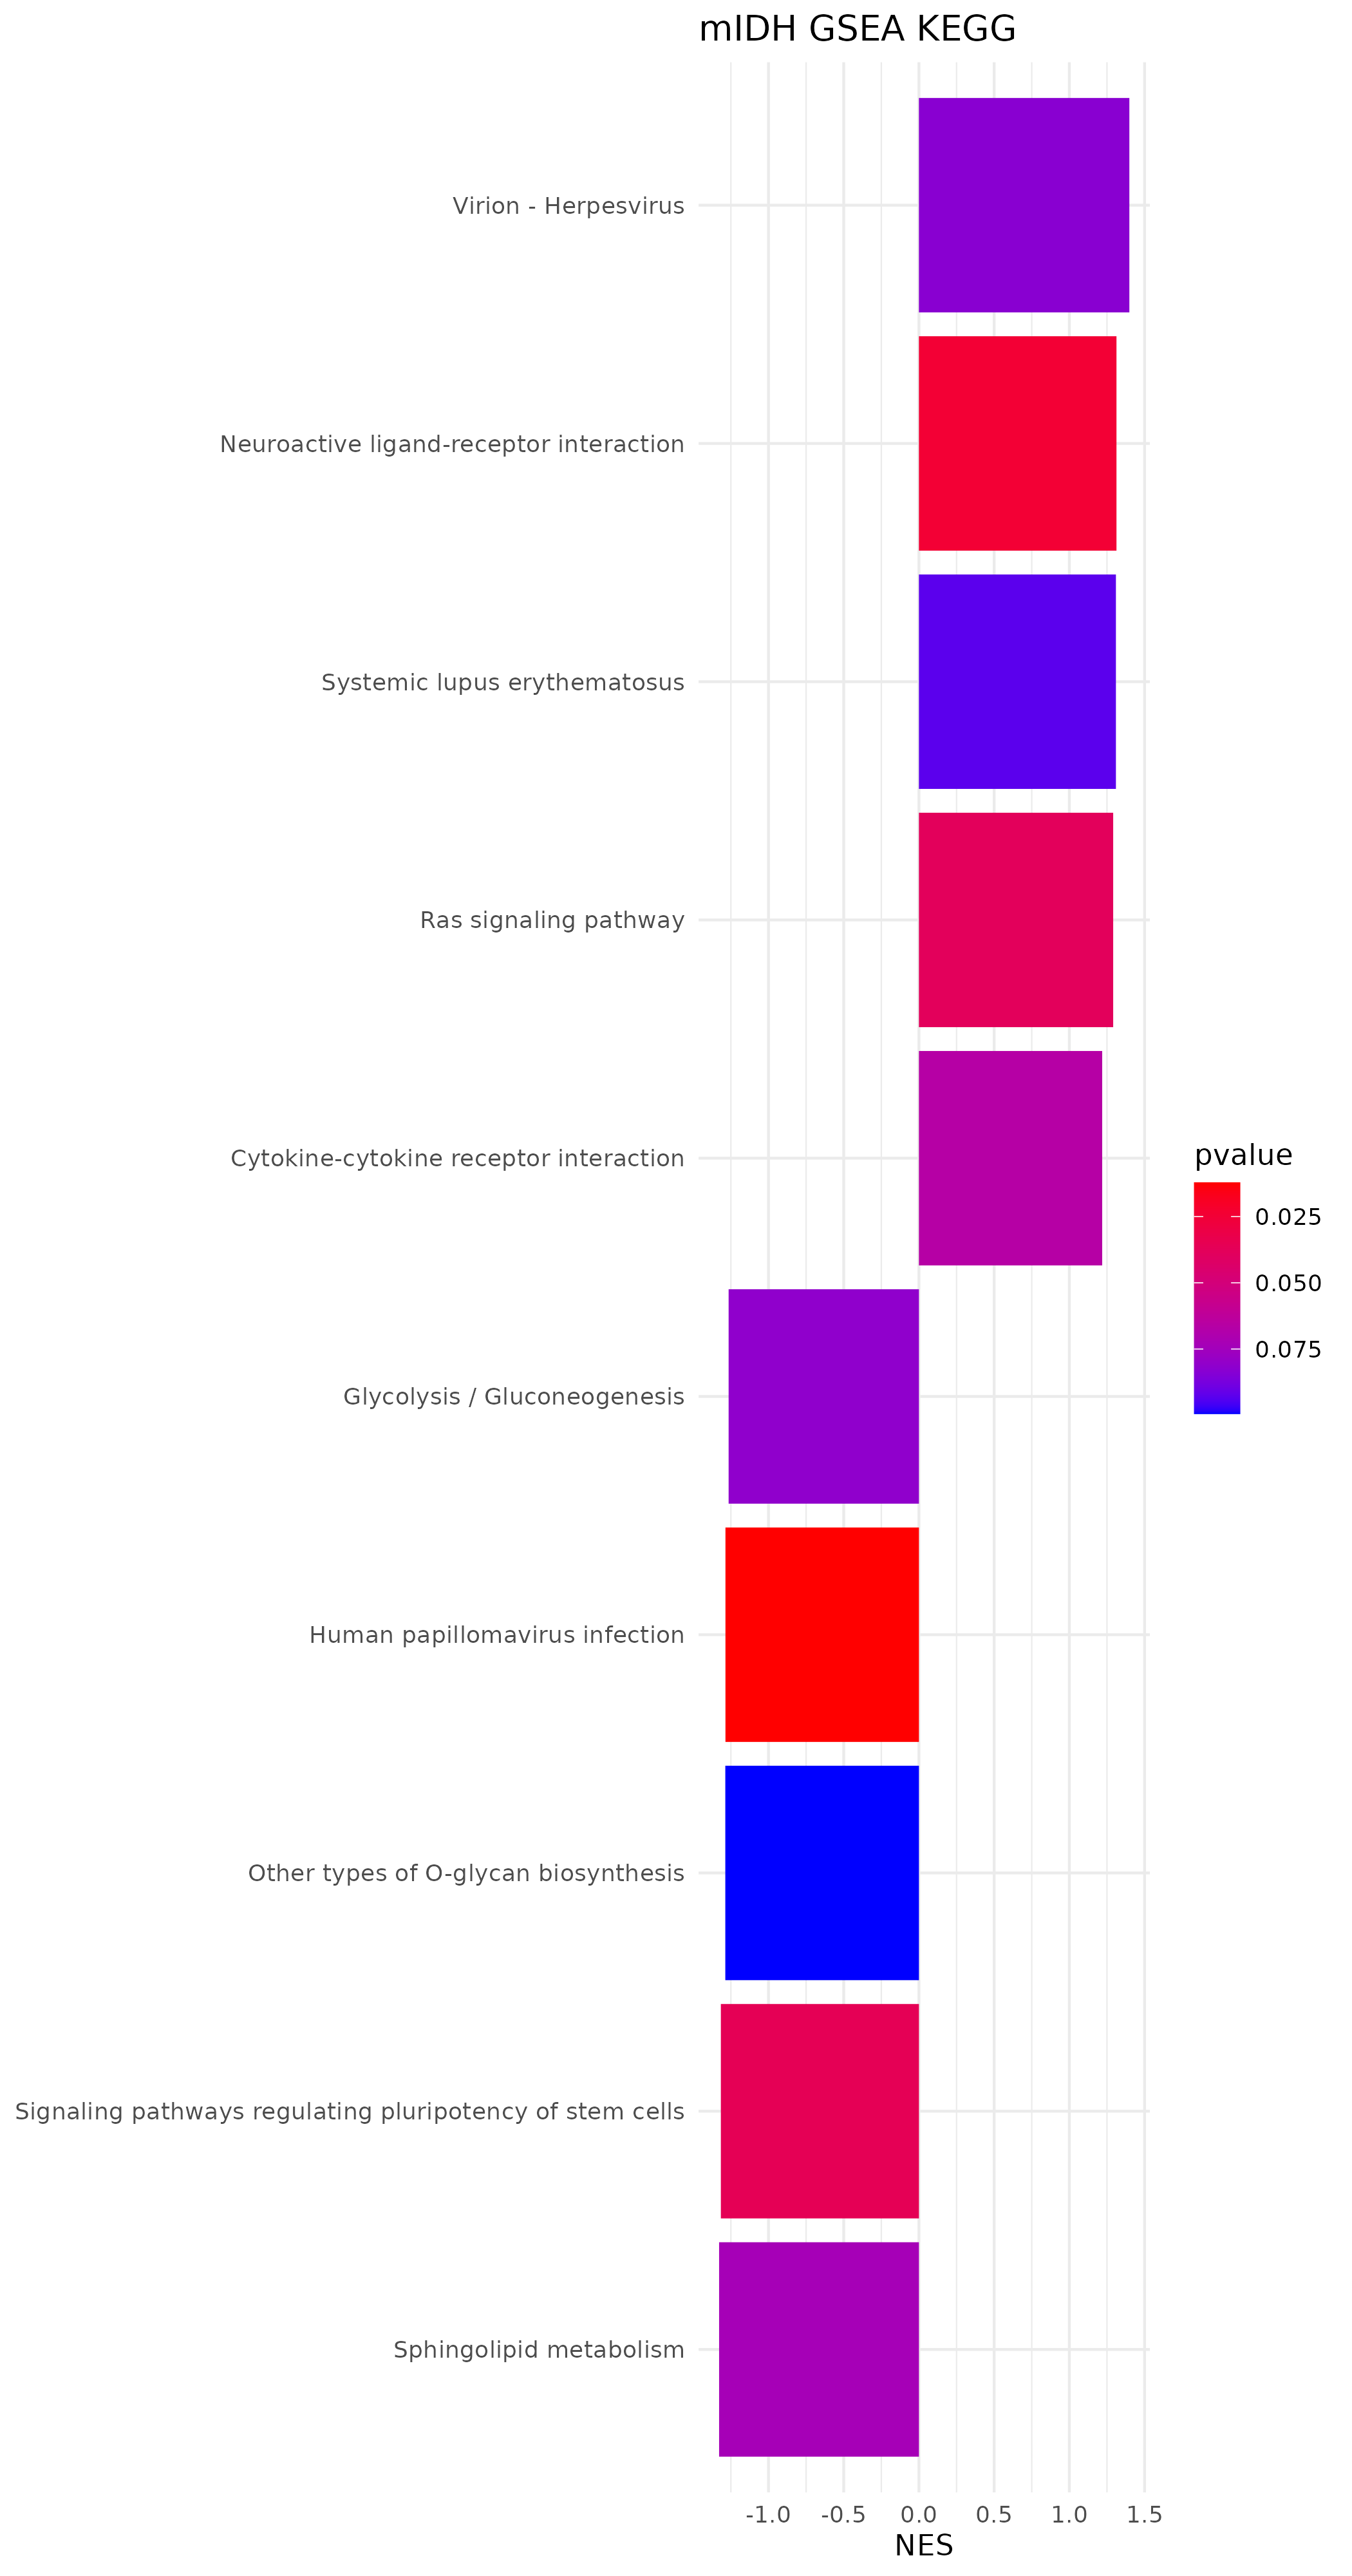 mIDH GSEA KEGG
Virion - Herpesvirus
Neuroactive ligand-receptor interaction
Systemic lupus erythematosus
Ras signaling pathway
Cytokine-cytokine receptor interaction
Glycolysis / Gluconeogenesis
Human papillomavirus infection
Other types of O-glycan biosynthesis
Signaling pathways regulating pluripotency of stem cells
Sphingolipid metabolism
-1.0 -0.5 0.0 0.5 1.0 1.5
NES
pvalue
0.025
0.050
0.075